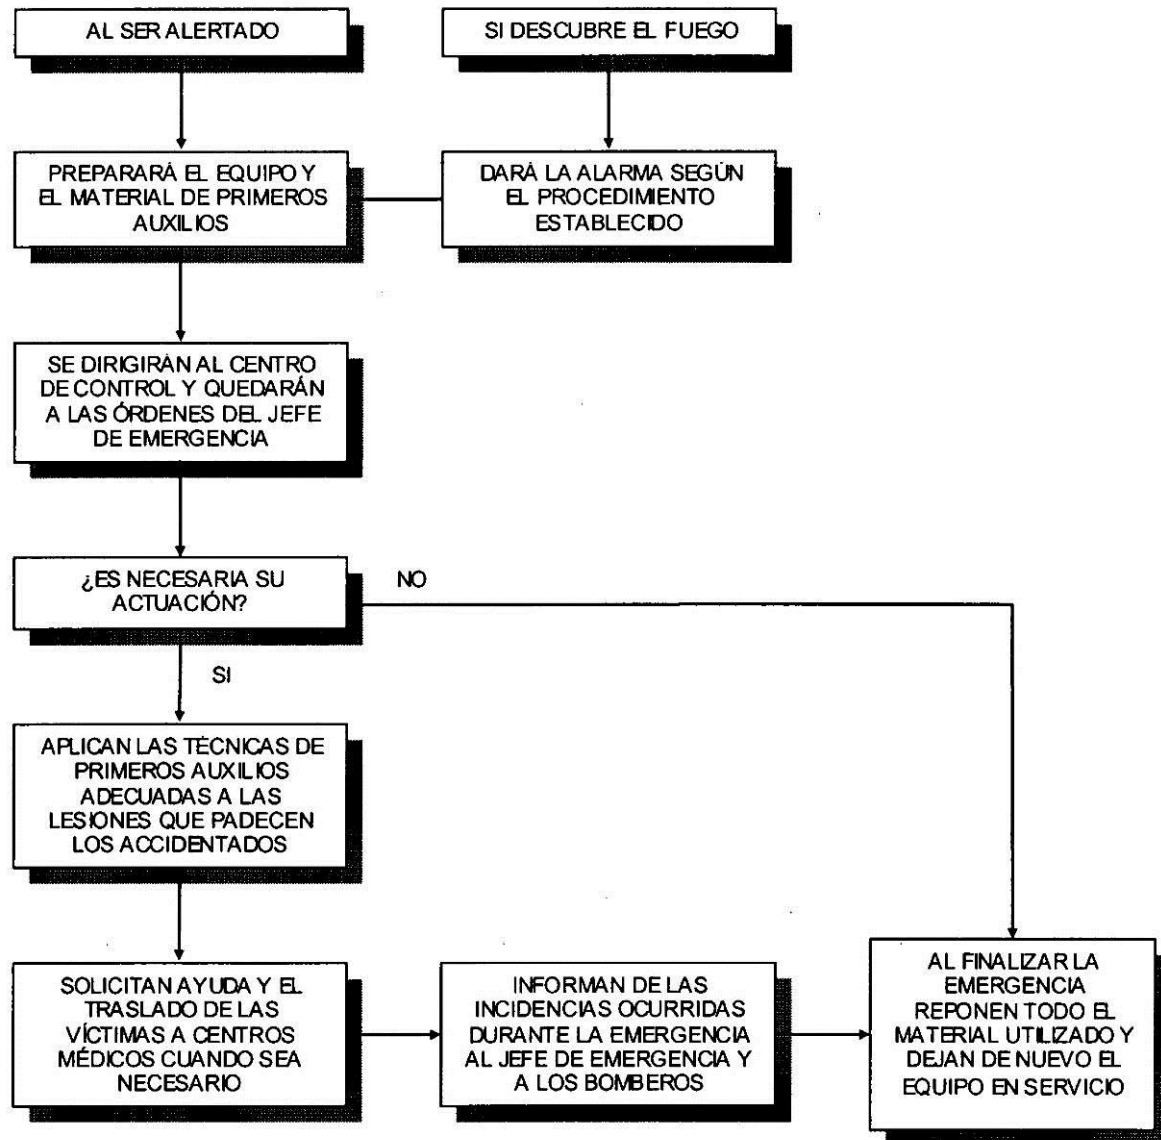 AL SER ALERTADO
SI DESCUBRE EL FUEGO
PREPARARÁ EL EQUIPO Y
EL MATERIAL DE PRIMEROS
AUXILIOS
DARÁ LA ALARMA SEGÚN
EL PROCEDIMIENTO
ESTABLECIDO
SE DIRIGIRÁN AL CENTRO
DE CONTROL Y QUEDARÁN
A LAS ÓRDENES DEL JEFE
DE EMERGENCIA
¿ES NECESARIA SU
ACTUACIÓN?
NO
SI
APLICAN LAS TÉCNICAS DE
PRIMEROS AUXILIOS
ADECUADAS A LAS
LESIONES QUE PADECEN
LOS ACCIDENTADOS
SOLICITAN AYUDA Y EL
TRASLADO DE LAS
VÍCTIMAS A CENTROS
MÉDICOS CUANDO SEA
NECESARIO
INFORMAN DE LAS
INCIDENCIAS OCURRIDAS
DURANTE LA EMERGENCIA
AL JEFE DE EMERGENCIA Y
A LOS BOMBEROS
AL FINALIZAR LA
EMERGENCIA
REPONEN TODO EL
MATERIAL UTILIZADO Y
DEJAN DE NUEVO EL
EQUIPO EN SERVICIO